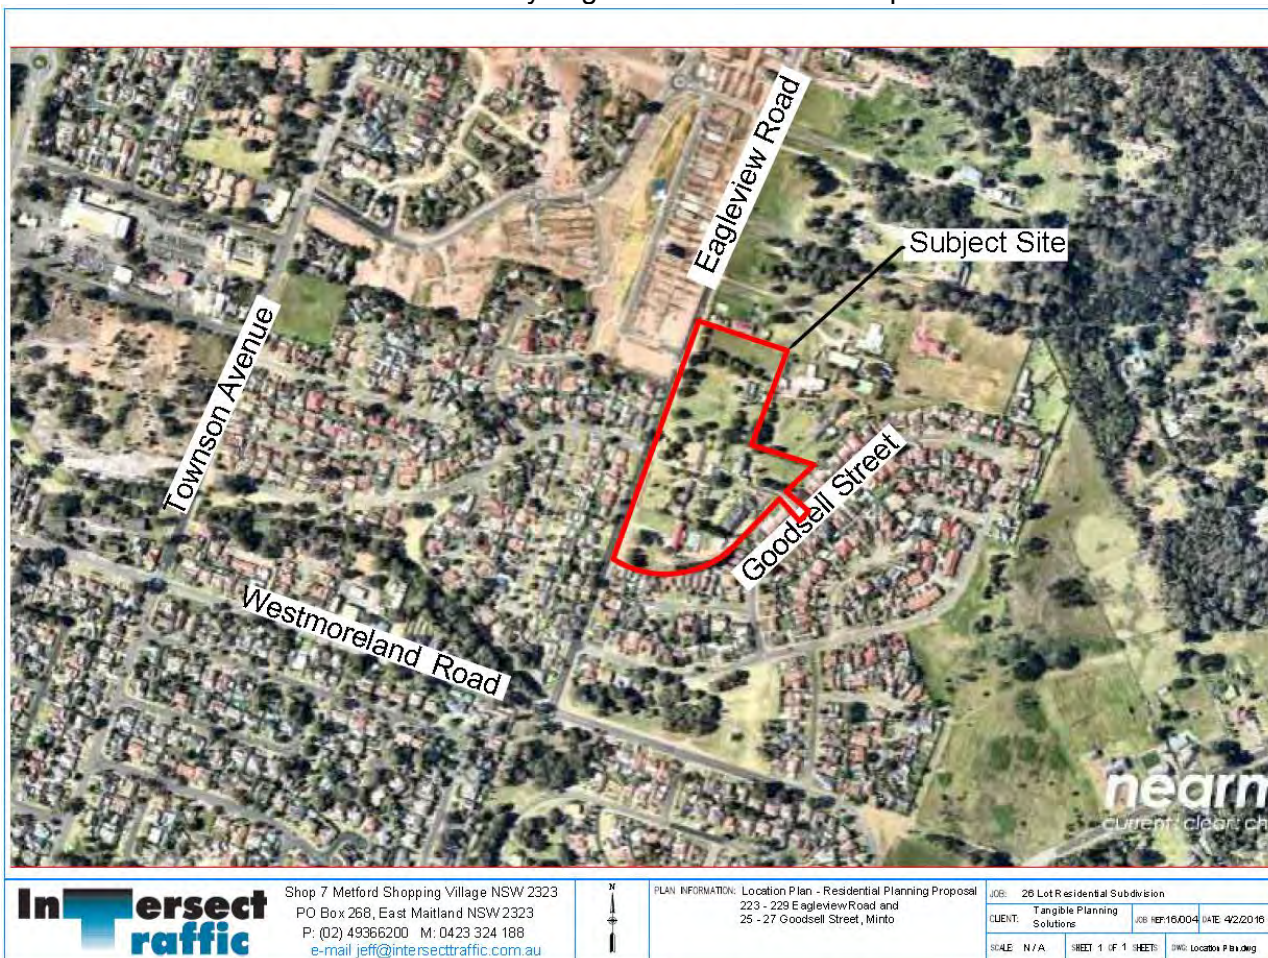 Eagleview Road
Subject Site
Townson Avenue
Goodsell Street
Westmoreland Road
nearm
current: clear: ch
Intersect
Traffic
Shop 7 Metford Shopping Village NSW 2323
PO Box 268, East Maitland NSW 2323
P: (02) 49366200 M: 0423 324 188
e-mail jeff@intersecttraffic.com.au
N
PLAN INFORMATION: Location Plan - Residential Planning Proposal
223 - 229 Eagleview Road and
25 - 27 Goodsell Street, Minto
JOB: 26 Lot Residential Subdivision
CLIENT: Tangible Planning
Solutions
JOB REF:16/004 DATE: 4/2/2016
SCALE: N / A SHEET 1 OF 1 SHEETS DWG: Location Plan.dwg